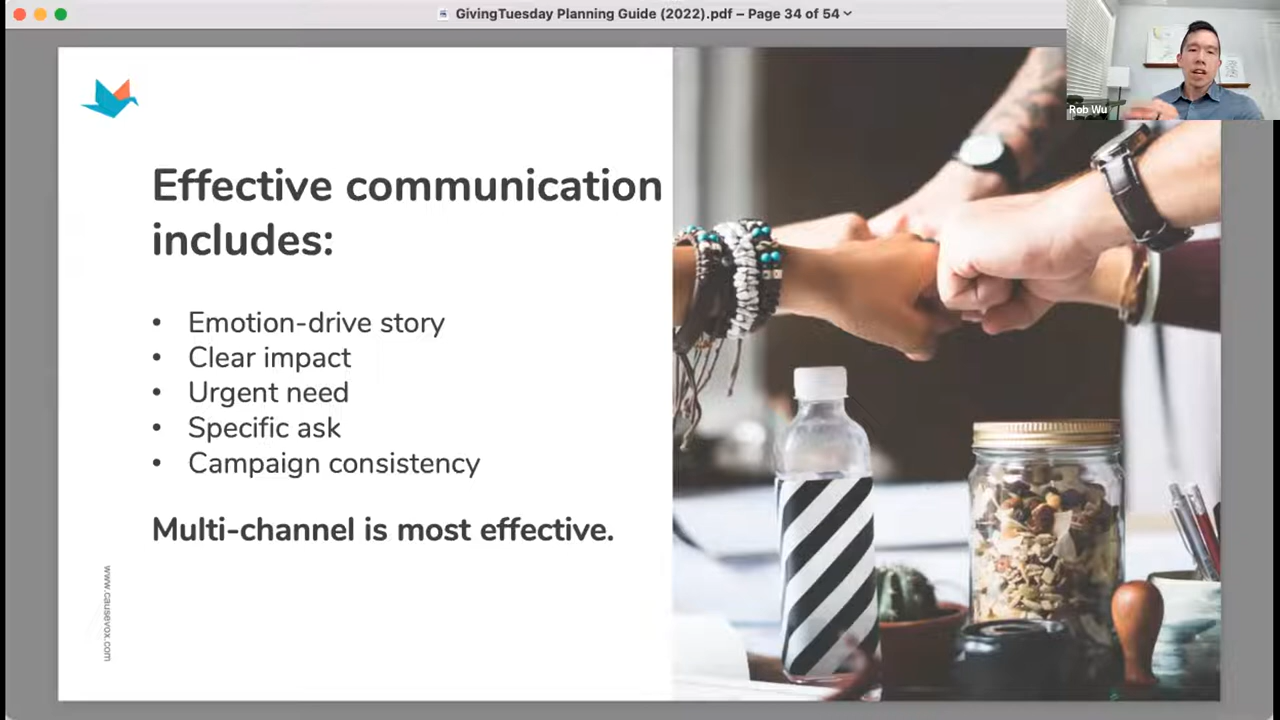 GivingTuesday Planning Guide (2022).pdf – Page 34 of 54
Rob Wu
Effective communication
includes:
• Emotion-drive story
• Clear impact
• Urgent need
• Specific ask
• Campaign consistency
Multi-channel is most effective.
www.causevox.com